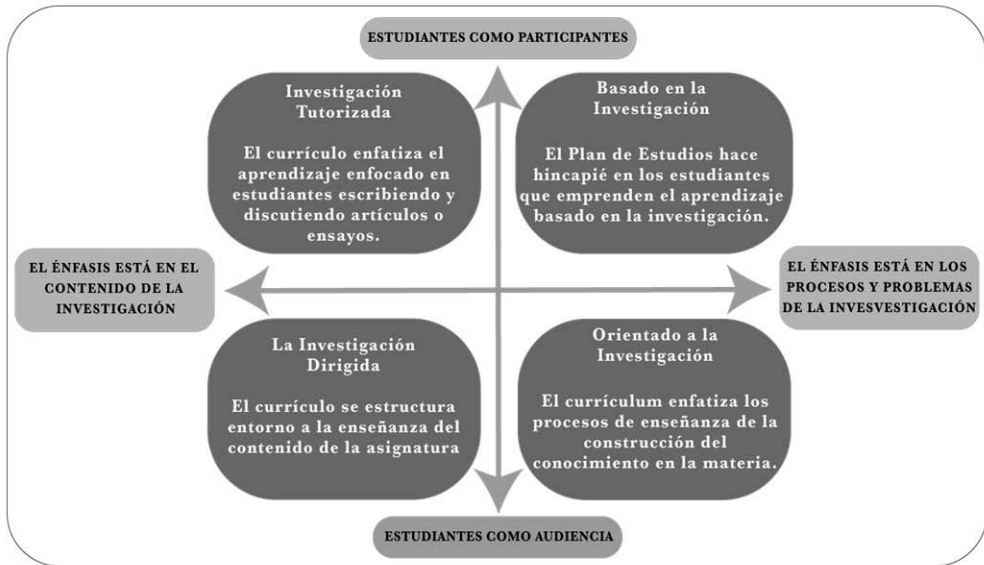 ESTUDIANTES COMO PARTICIPANTES
Investigación
Tutorizada
El currículo enfatiza el
aprendizaje enfocado en
estudiantes escribiendo y
discutiendo artículos o
ensayos.
Basado en la
Investigación
El Plan de Estudios hace
hincapié en los estudiantes
que emprenden el aprendizaje
basado en la investigación.
EL ÉNFASIS ESTÁ EN EL
CONTENIDO DE LA
INVESTIGACIÓN
EL ÉNFASIS ESTÁ EN LOS
PROCESOS Y PROBLEMAS
DE LA INVESVESTIGACIÓN
La Investigación
Dirigida
El currículo se estructura
entorno a la enseñanza del
contenido de la asignatura
Orientado a la
Investigación
El currículum enfatiza los
procesos de enseñanza de la
construcción del
conocimiento en la materia.
ESTUDIANTES COMO AUDIENCIA